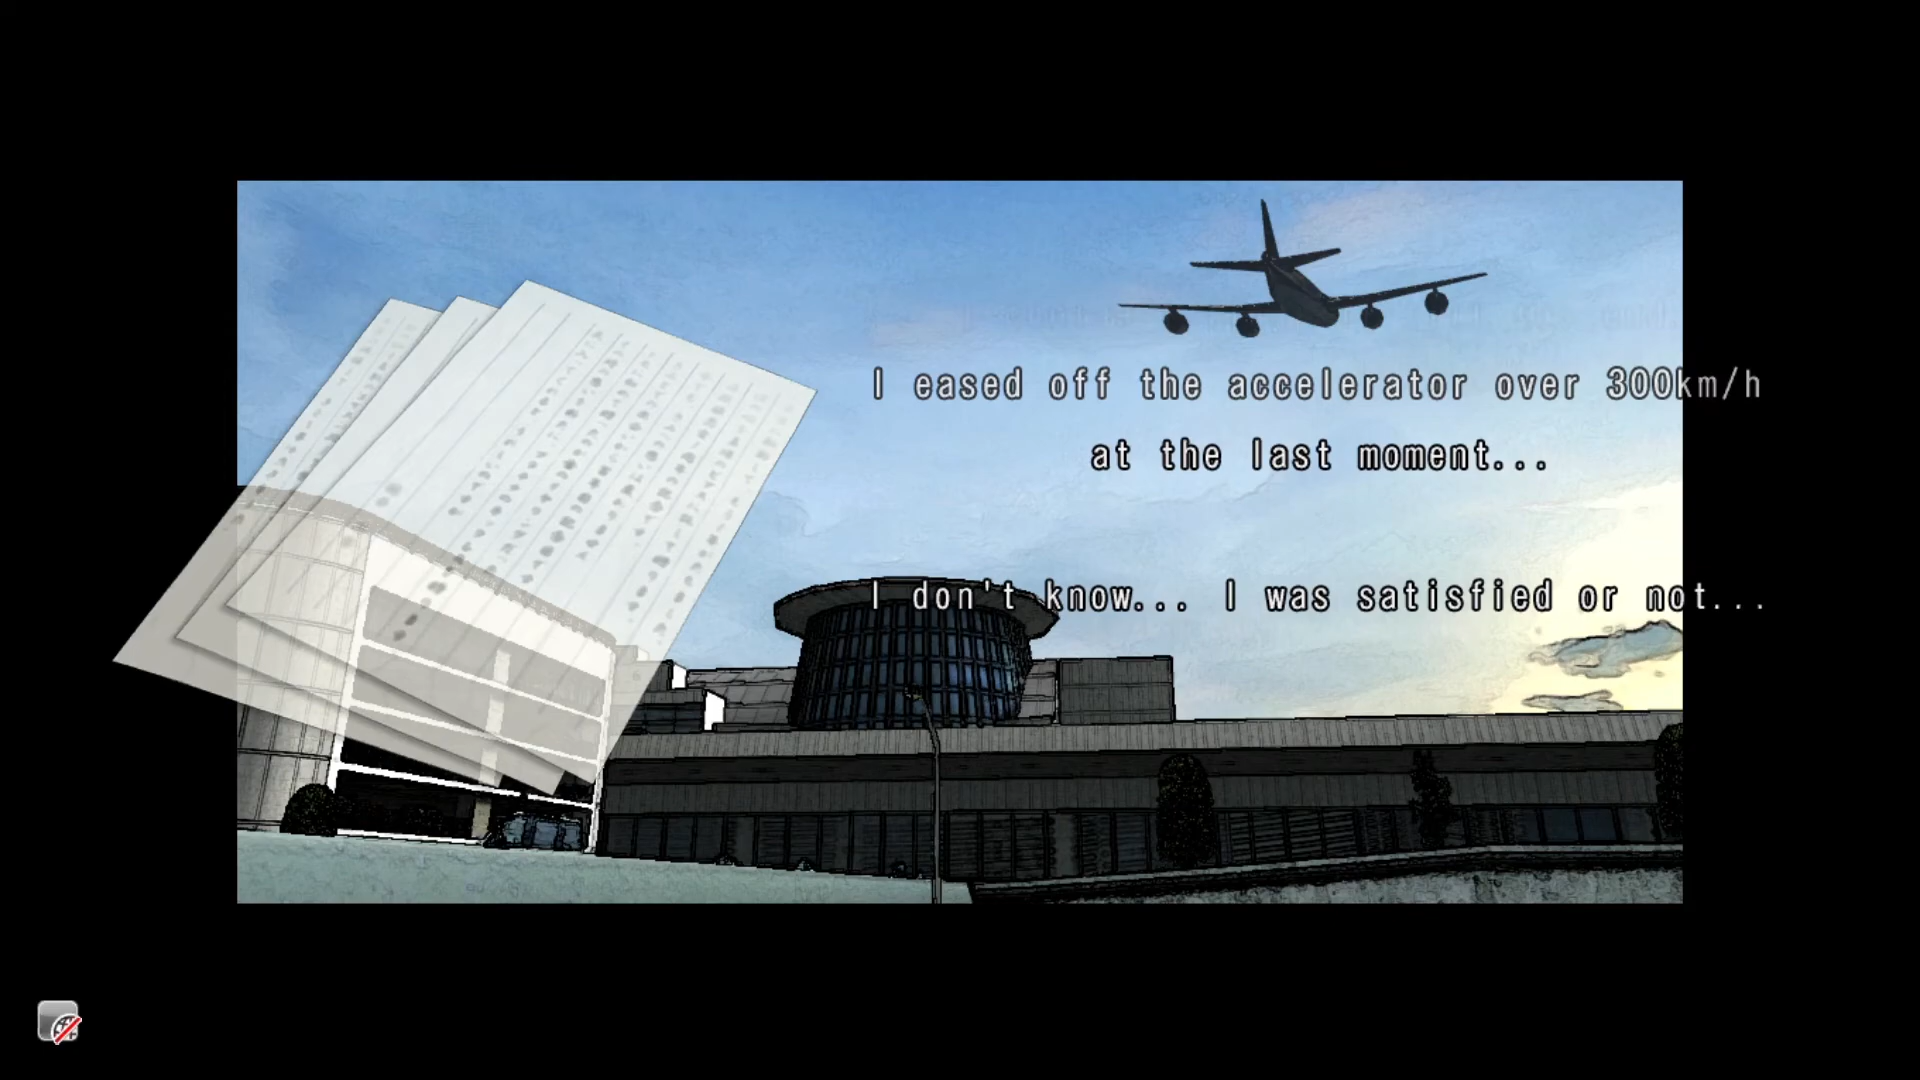 I eased off the accelerator over 300km/h
at the last moment...
I don't know... I was satisfied or not...